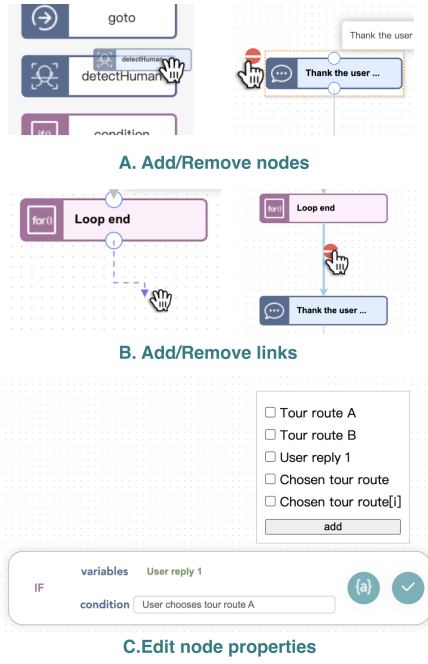 goto
detectHuman
detectHuman
if()
condition
Thank the user
Thank the user ...
A. Add/Remove nodes
for()
Loop end
for()
Loop end
Thank the user ...
B. Add/Remove links
Tour route A
Tour route B
User reply 1
Chosen tour route
Chosen tour route[i]
add
IF
variables
User reply 1
condition
User chooses tour route A
{a}
C.Edit node properties